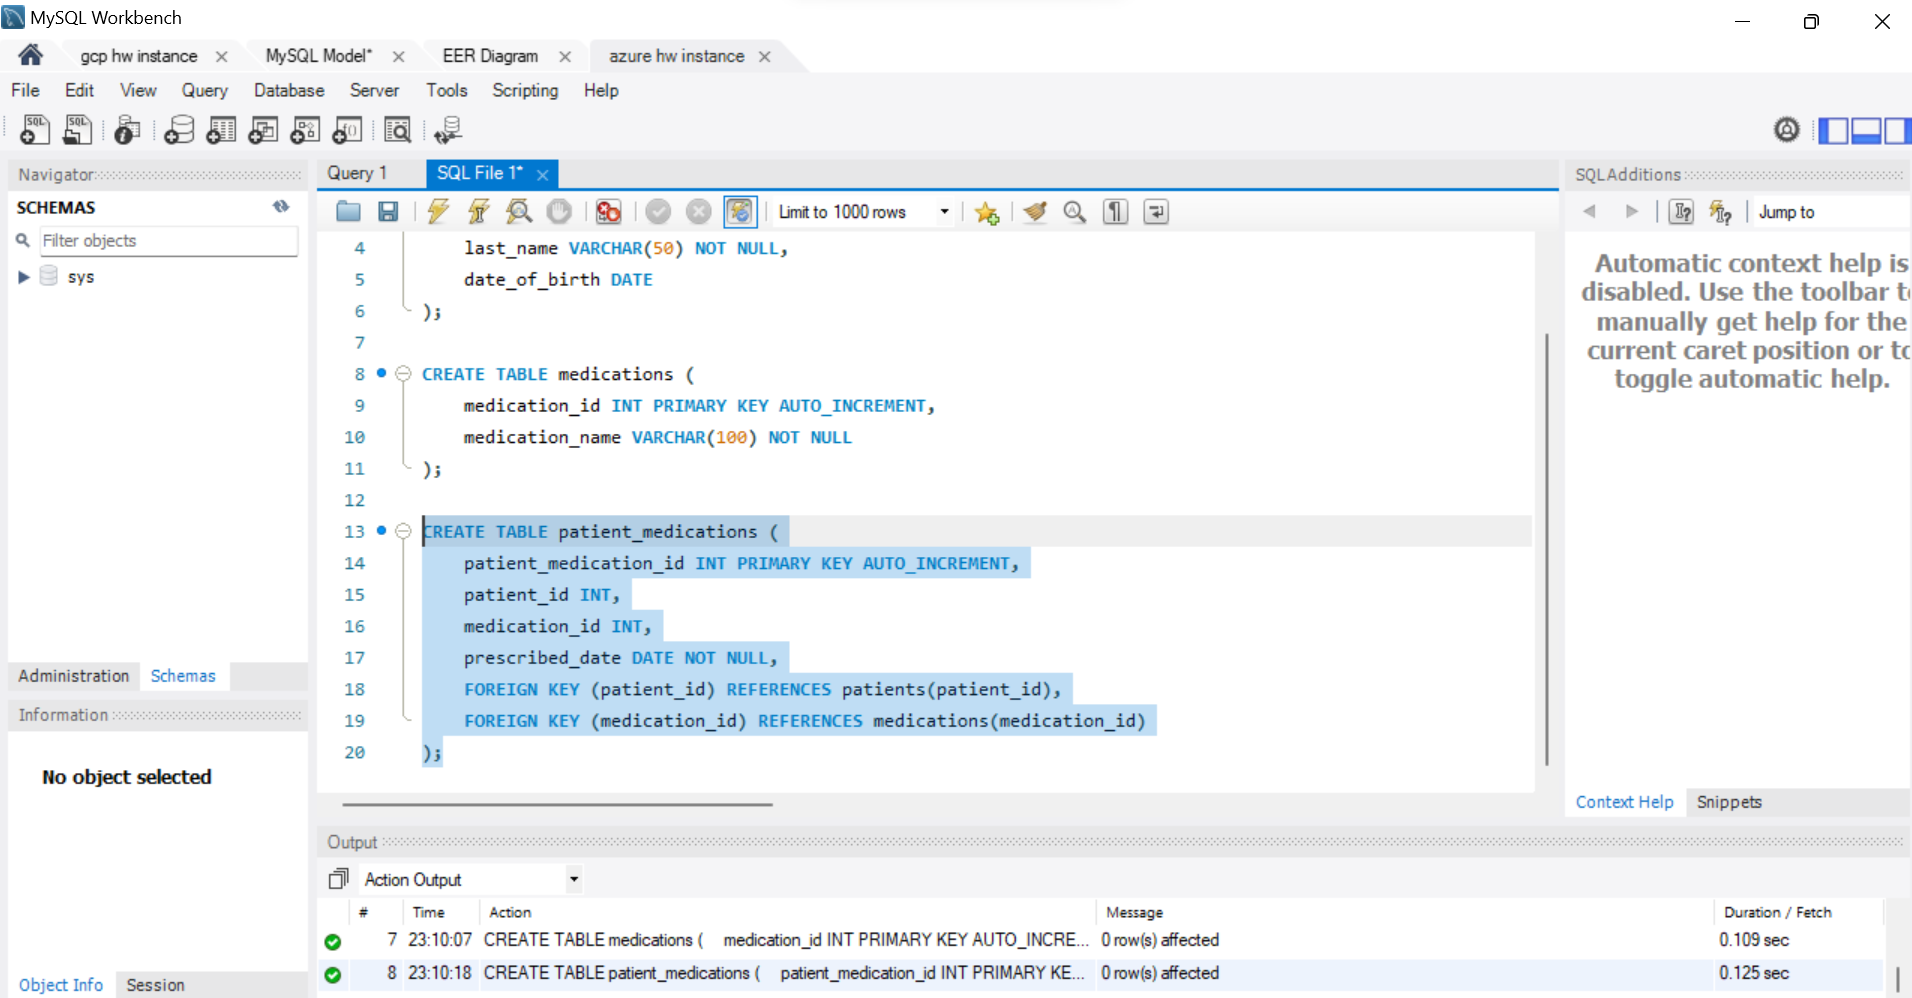 MySQL Workbench
gcp hw instance
MySQL Model*
EER Diagram
azure hw instance
File Edit View Query Database Server Tools Scripting Help
Navigator
SCHEMAS
Filter objects
sys
Administration Schemas
Information
No object selected
Object Info Session
Query 1
SQL File 1*
Limit to 1000 rows
4 last_name VARCHAR(50) NOT NULL,
5 date_of_birth DATE
6 );
7
8 CREATE TABLE medications (
9 medication_id INT PRIMARY KEY AUTO_INCREMENT,
10 medication_name VARCHAR(100) NOT NULL
11 );
12
13 CREATE TABLE patient_medications (
14 patient_medication_id INT PRIMARY KEY AUTO_INCREMENT,
15 patient_id INT,
16 medication_id INT,
17 prescribed_date DATE NOT NULL,
18 FOREIGN KEY (patient_id) REFERENCES patients(patient_id),
19 FOREIGN KEY (medication_id) REFERENCES medications(medication_id)
20 );
SQLAdditions
Jump to
Automatic context help is
disabled. Use the toolbar to
manually get help for the
current caret position or to
toggle automatic help.
Context Help Snippets
Output
Action Output
# Time Action Message Duration / Fetch
7 23:10:07 CREATE TABLE medications ( medication_id INT PRIMARY KEY AUTO_INCRE... 0 row(s) affected 0.109 sec
8 23:10:18 CREATE TABLE patient_medications ( patient_medication_id INT PRIMARY KE... 0 row(s) affected 0.125 sec